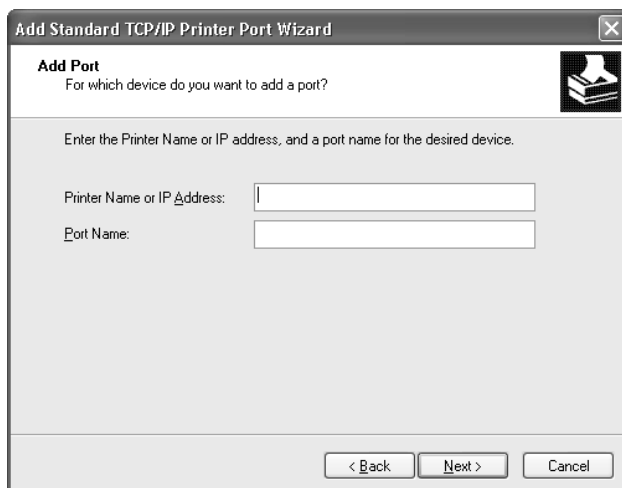 Add Standard TCP/IP Printer Port Wizard
Add Port
For which device do you want to add a port?
Enter the Printer Name or IP address, and a port name for the desired device.
Printer Name or IP Address:
Port Name:
< Back
Next >
Cancel